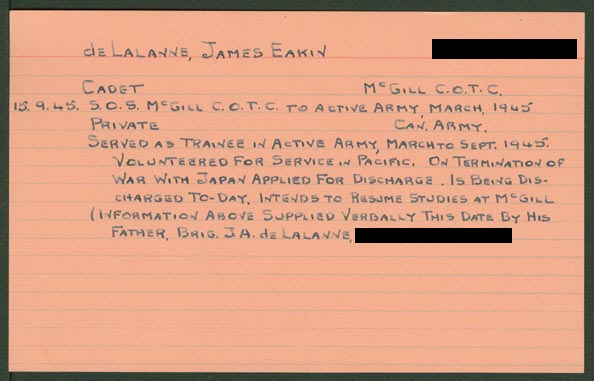 de LALANNE, JAMES EAKIN
CADET McGILL C.O.T.C.
15.9.45. S.O.S. McGILL C.O.T.C. TO ACTIVE ARMY, MARCH, 1945
PRIVATE CAN. ARMY.
SERVED AS TRAINEE IN ACTIVE ARMY, MARCH TO SEPT. 1945.
VOLUNTEERED FOR SERVICE IN PACIFIC. ON TERMINATION OF
WAR WITH JAPAN APPLIED FOR DISCHARGE. IS BEING DIS-
CHARGED TO-DAY. INTENDS TO RESUME STUDIES AT McGILL
(INFORMATION ABOVE SUPPLIED VERBALLY THIS DATE BY HIS
FATHER, BRIG. J.A. de LALANNE,